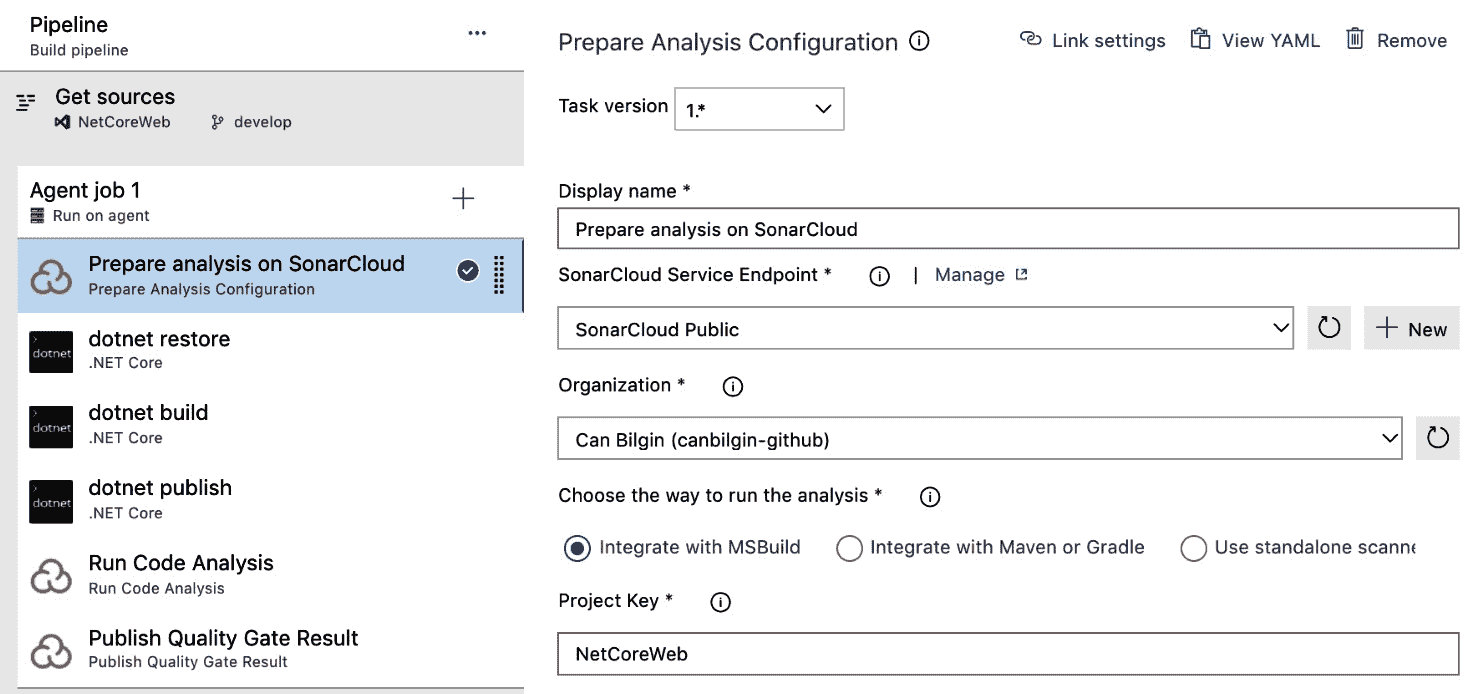 Pipeline
Build pipeline
Get sources
NetCoreWeb develop
Agent job 1
Run on agent
Prepare analysis on SonarCloud
Prepare Analysis Configuration
dotnet
dotnet restore
.NET Core
dotnet
dotnet build
.NET Core
dotnet
dotnet publish
.NET Core
Run Code Analysis
Run Code Analysis
Publish Quality Gate Result
Publish Quality Gate Result
Prepare Analysis Configuration
Link settings View YAML Remove
Task version 1.*
Display name *
Prepare analysis on SonarCloud
SonarCloud Service Endpoint * | Manage
SonarCloud Public
New
Organization *
Can Bilgin (canbilgin-github)
Choose the way to run the analysis *
Integrate with MSBuild Integrate with Maven or Gradle Use standalone scanne
Project Key *
NetCoreWeb